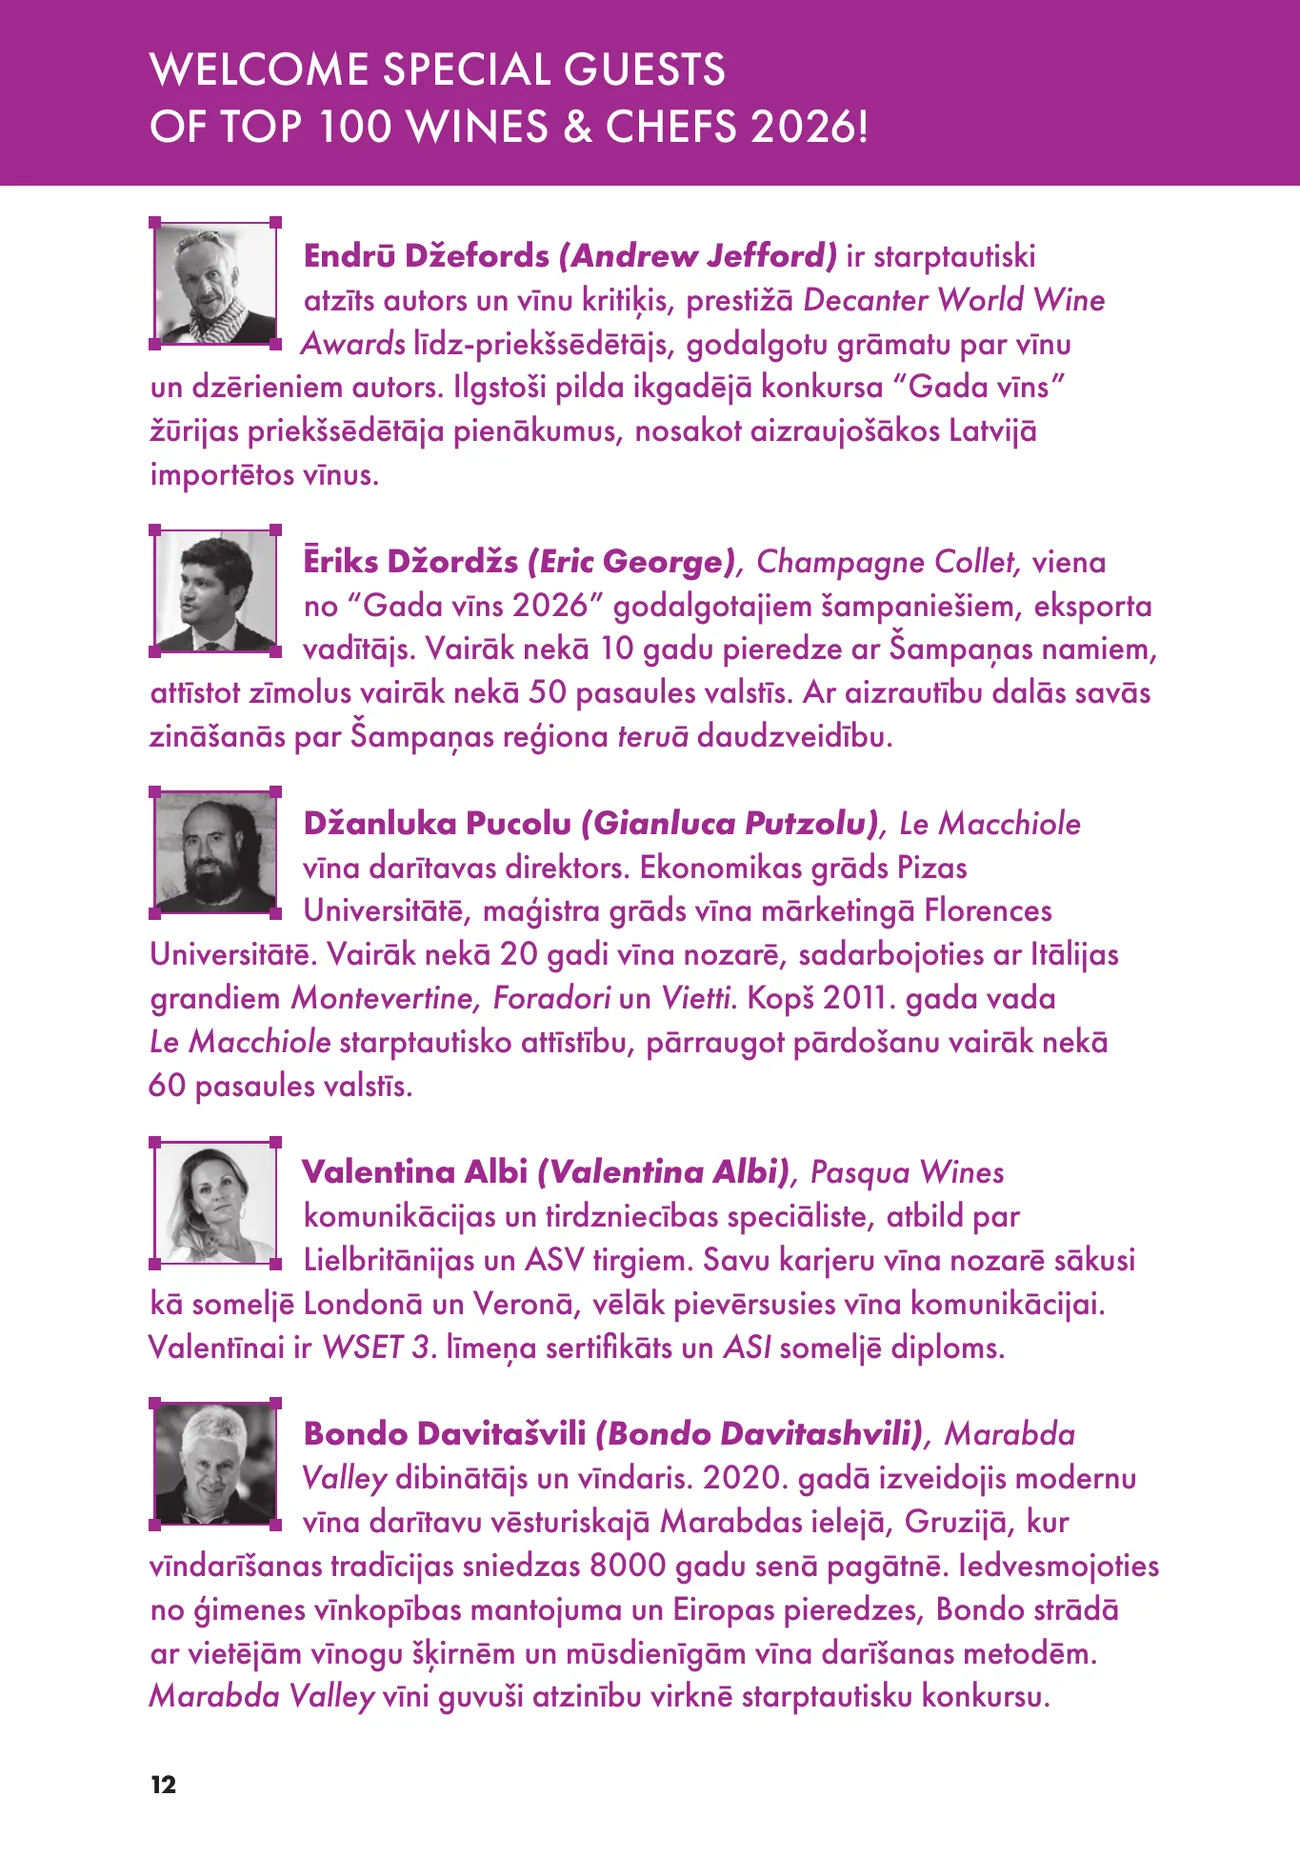 WELCOME SPECIAL GUESTS
OF TOP 100 WINES & CHEFS 2026!
Endrū Džefords (Andrew Jefford) ir starptautiski
atzīts autors un vīnu kritiķis, prestižā Decanter World Wine
Awards līdz-priekšsēdētājs, godalgotu grāmatu par vīnu
un dzērieniem autors. Ilgstoši pilda ikgadējā konkursa “Gada vīns”
žūrijas priekšsēdētāja pienākumus, nosakot aizraujošākos Latvijā
importētos vīnus.
Ēriks Džordžs (Eric George), Champagne Collet, viena
no “Gada vīns 2026” godalgotajiem šampaniešiem, eksporta
vadītājs. Vairāk nekā 10 gadu pieredze ar Šampaņas namiem,
attīstot zīmolus vairāk nekā 50 pasaules valstīs. Ar aizrautību dalās savās
zināšanās par Šampaņas reģiona teruā daudzveidību.
Džanluka Pucolu (Gianluca Putzolu), Le Macchiole
vīna darītavas direktors. Ekonomikas grāds Pizas
Universitātē, maģistra grāds vīna mārketingā Florences
Universitātē. Vairāk nekā 20 gadi vīna nozarē, sadarbojoties ar Itālijas
grandiem Montevertine, Foradori un Vietti. Kopš 2011. gada vada
Le Macchiole starptautisko attīstību, pārraugot pārdošanu vairāk nekā
60 pasaules valstīs.
Valentina Albi (Valentina Albi), Pasqua Wines
komunikācijas un tirdzniecības speciāliste, atbild par
Lielbritānijas un ASV tirgiem. Savu karjeru vīna nozarē sākusi
kā someljē Londonā un Veronā, vēlāk pievērsusies vīna komunikācijai.
Valentīnai ir WSET 3. līmeņa sertifikāts un ASI someljē diploms.
Bondo Davitašvili (Bondo Davitashvili), Marabda
Valley dibinātājs un vīndaris. 2020. gadā izveidojis modernu
vīna darītavu vēsturiskajā Marabdas ielejā, Gruzijā, kur
vīndarīšanas tradīcijas sniedzas 8000 gadu senā pagātnē. Iedvesmojoties
no ģimenes vīnkopības mantojuma un Eiropas pieredzes, Bondo strādā
ar vietējām vīnogu šķirnēm un mūsdienīgām vīna darīšanas metodēm.
Marabda Valley vīni guvuši atzinību virknē starptautisku konkursu.
12